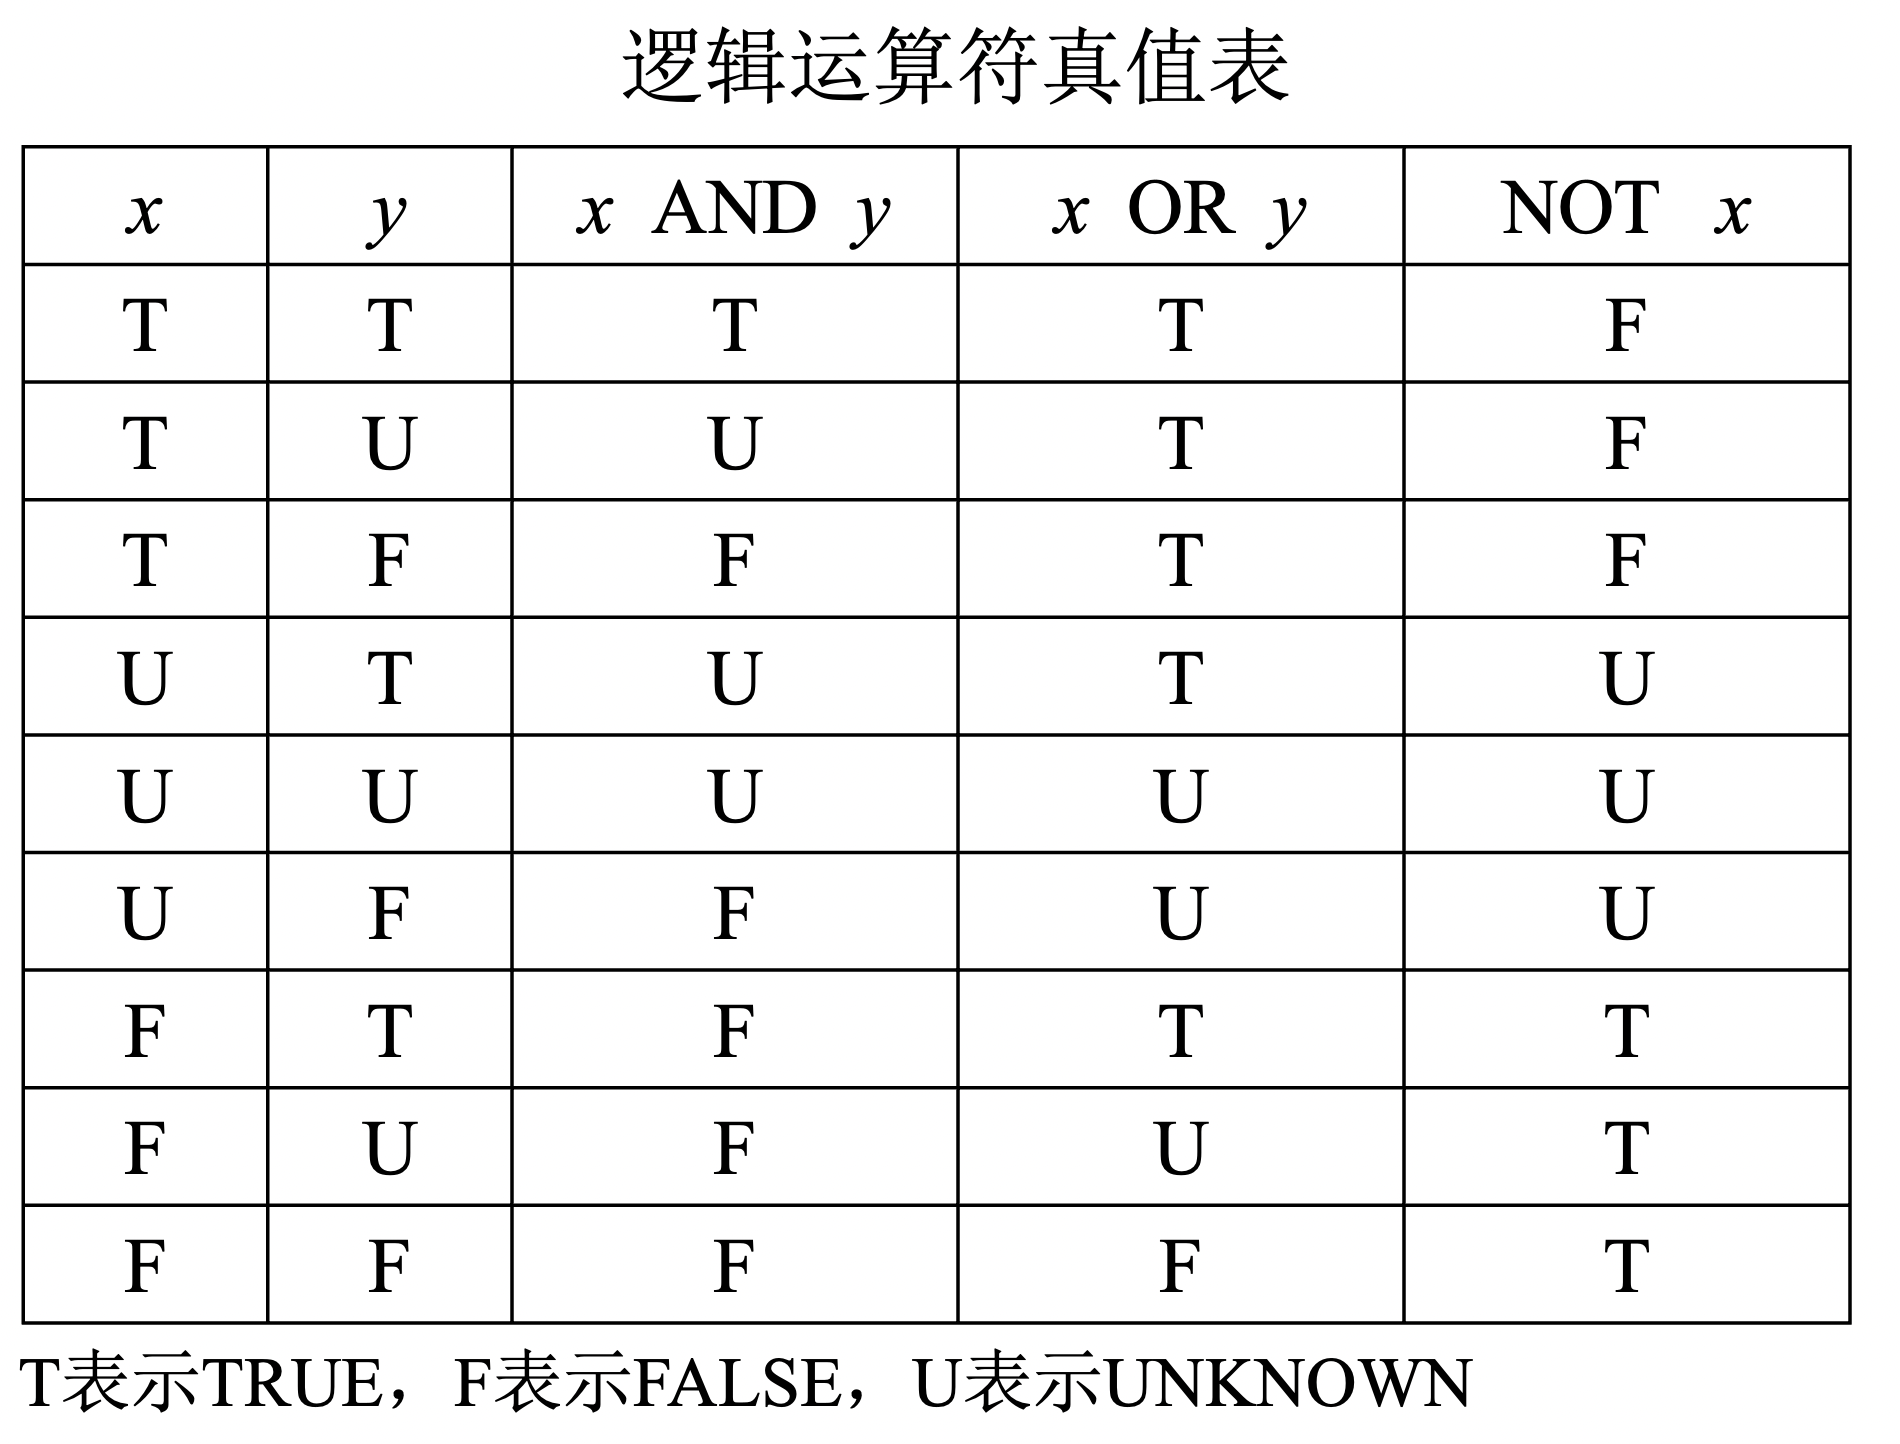 逻辑运算符真值表
x y x AND y x OR y NOT x
T T T T F
T U U T F
T F F T F
U T U T U
U U U U U
U F F U U
F T F T T
F U F U T
F F F F T
T表示TRUE，F表示FALSE，U表示UNKNOWN